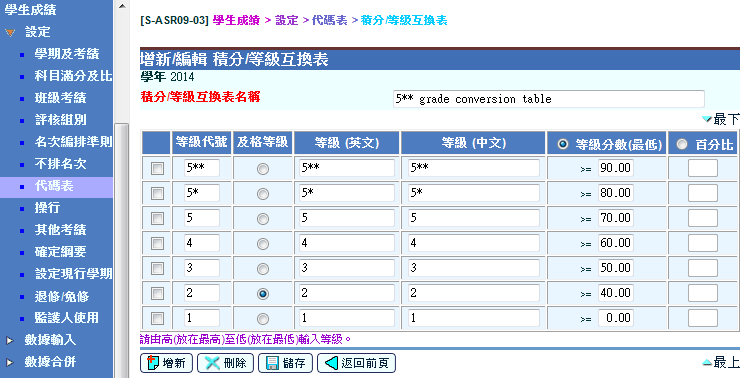 學生成績
設定
學期及考績
科目滿分及比
班級考績
評核組別
名次編排準則
不排名次
代碼表
操行
其他考績
確定綱要
設定現行學期
退修/免修
監護人使用
數據輸入
數據合併
[S-ASR09-03] 學生成績 > 設定 > 代碼表 > 積分/等級互換表
增新/編輯 積分/等級互換表
學年 2014
積分/等級互換表名稱 5** grade conversion table
最下
等級代號 及格等級 等級 (英文) 等級 (中文) 等級分數(最低) 百分比
5** 5** 5** >= 90.00
5* 5* 5* >= 80.00
5 5 5 >= 70.00
4 4 4 >= 60.00
3 3 3 >= 50.00
2 2 2 >= 40.00
1 1 1 >= 0.00
請由高(放在最高)至低(放在最低)輸入等級。
增新 刪除 儲存 返回前頁
最上